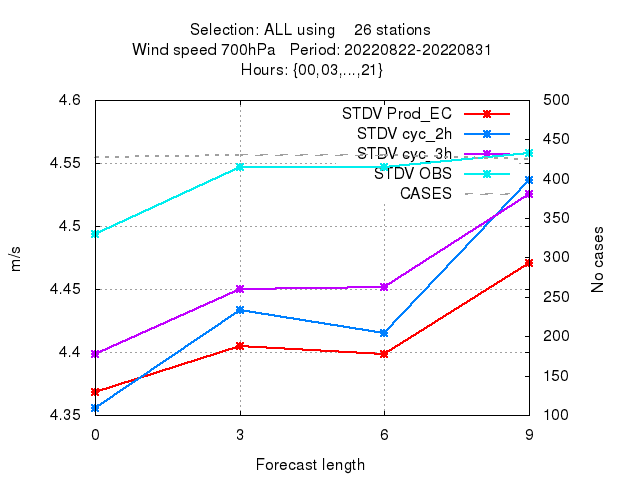 Selection: ALL using 26 stations
Wind speed 700hPa Period: 20220822-20220831
Hours: {00,03,...,21}
4.6
4.55
4.5
4.45
4.4
4.35
500
450
400
350
300
250
200
150
100
STDV Prod_EC
STDV cyc_2h
STDV cyc_3h
STDV OBS
CASES
m/s
No cases
0 3 6 9
Forecast length